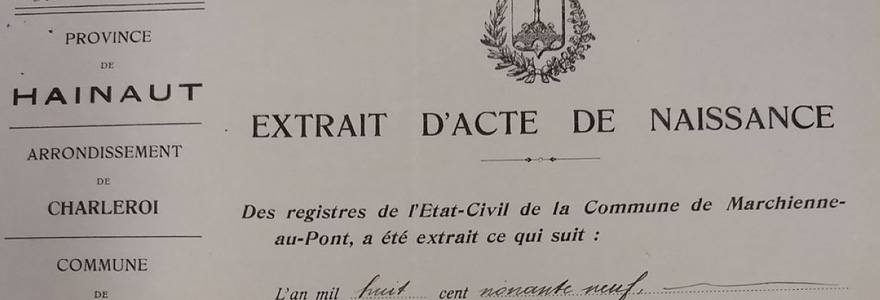 PROVINCE
DE
HAINAUT
ARRONDISSEMENT
DE
CHARLEROI
COMMUNE
DE
EXTRAIT D'ACTE DE NAISSANCE
Des registres de l'Etat-Civil de la Commune de Marchienne-
au-Pont, a été extrait ce qui suit :
L'an mil huit cent nonante neuf,